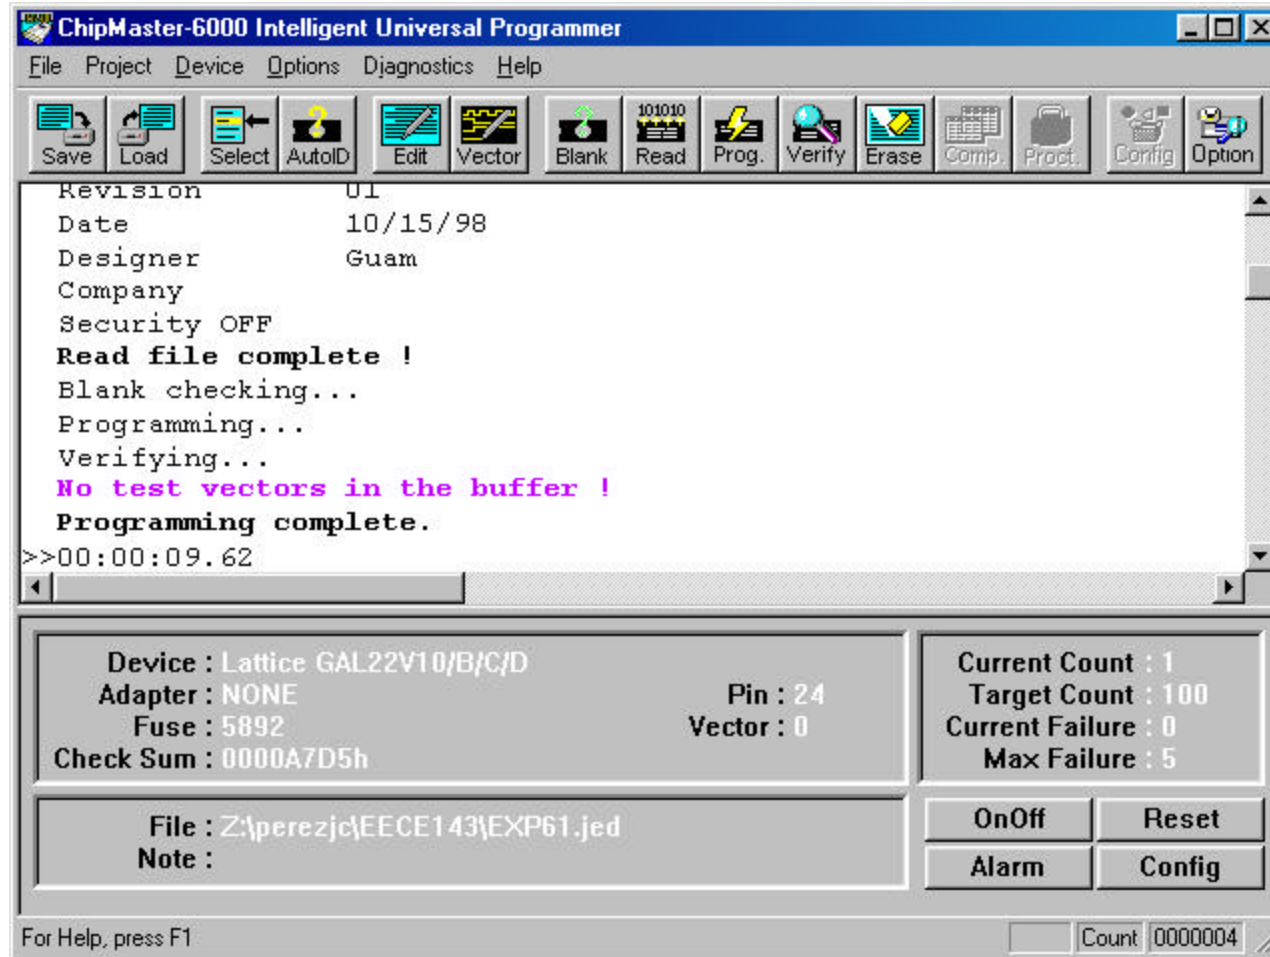 ChipMaster-6000 Intelligent Universal Programmer
File Project Device Options Diagnostics Help
101010
Save Load Select AutoID Edit Vector Blank Read Prog. Verify Erase Comp. Proct. Config Option
Revision 01
Date 10/15/98
Designer Guam
Company
Security OFF
Read file complete !
Blank checking...
Programming...
Verifying...
No test vectors in the buffer !
Programming complete.
>>00:00:09.62
Device : Lattice GAL22V10/B/C/D
Adapter : NONE Pin : 24
Fuse : 5892 Vector : 0
Check Sum : 0000A7D5h
Current Count : 1
Target Count : 100
Current Failure : 0
Max Failure : 5
File : Z:\perezjc\EECE143\EXP61.jed
Note :
OnOff Reset
Alarm Config
For Help, press F1 Count 0000004